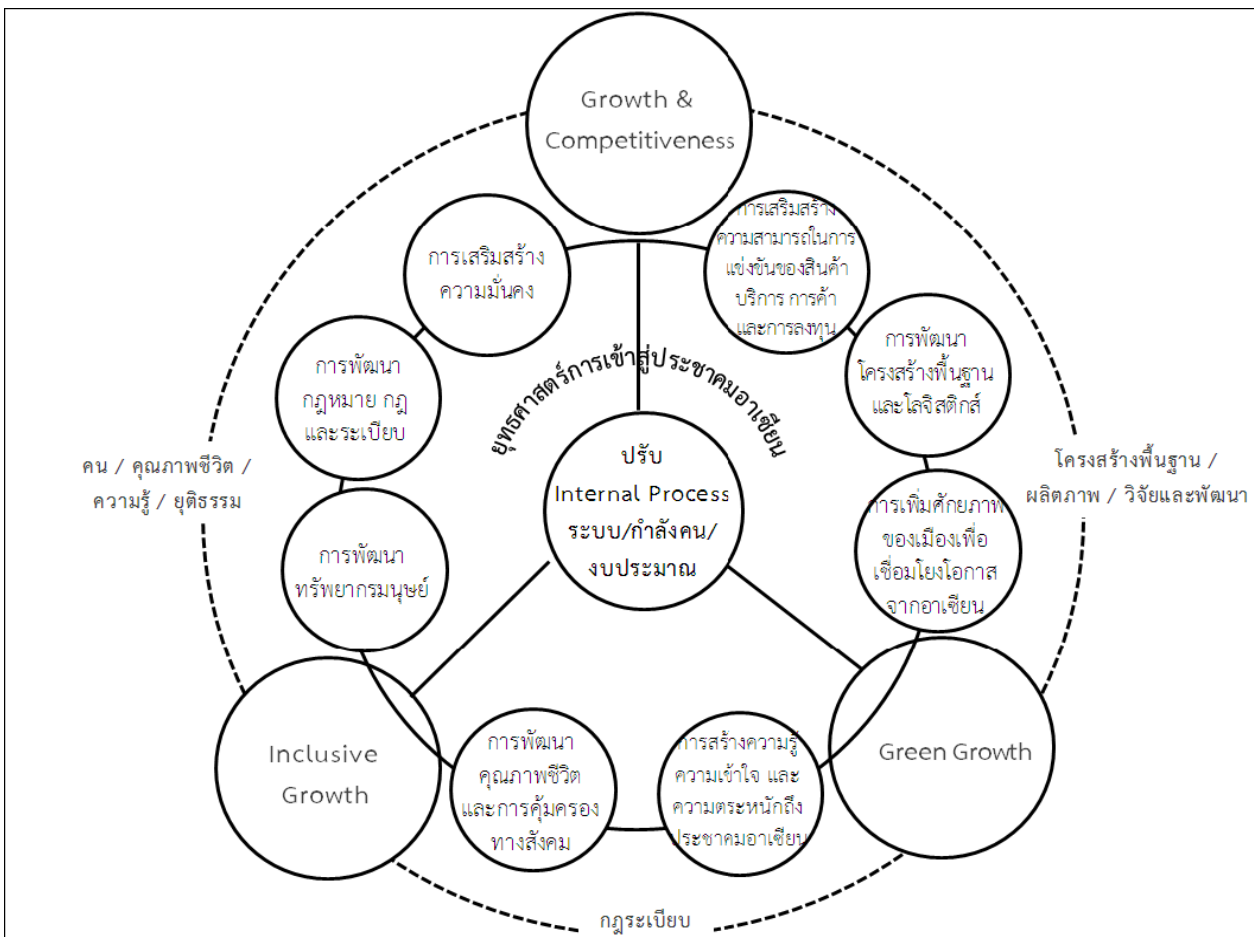 Growth &
Competitiveness
การเสริมสร้าง
ความมั่นคง
การเสริมสร้าง
ความสามารถในการ
แข่งขันของสินค้า
บริการ การค้า
และการลงทุน
การพัฒนา
กฎหมาย กฎ
และระเบียบ
การพัฒนา
โครงสร้างพื้นฐาน
และโลจิสติกส์
ยุทธศาสตร์การเข้าสู่ประชาคมอาเซียน
คน / คุณภาพชีวิต /
ความรู้ / ยุติธรรม
โครงสร้างพื้นฐาน /
ผลิตภาพ / วิจัยและพัฒนา
ปรับ
Internal Process
ระบบ/กำลังคน/
งบประมาณ
การพัฒนา
ทรัพยากรมนุษย์
การเพิ่มศักยภาพ
ของเมืองเพื่อ
เชื่อมโยงโอกาส
จากอาเซียน
Inclusive
Growth
การพัฒนา
คุณภาพชีวิต
และการคุ้มครอง
ทางสังคม
การสร้างความรู้
ความเข้าใจ และ
ความตระหนักถึง
ประชาคมอาเซียน
Green Growth
กฎระเบียบ